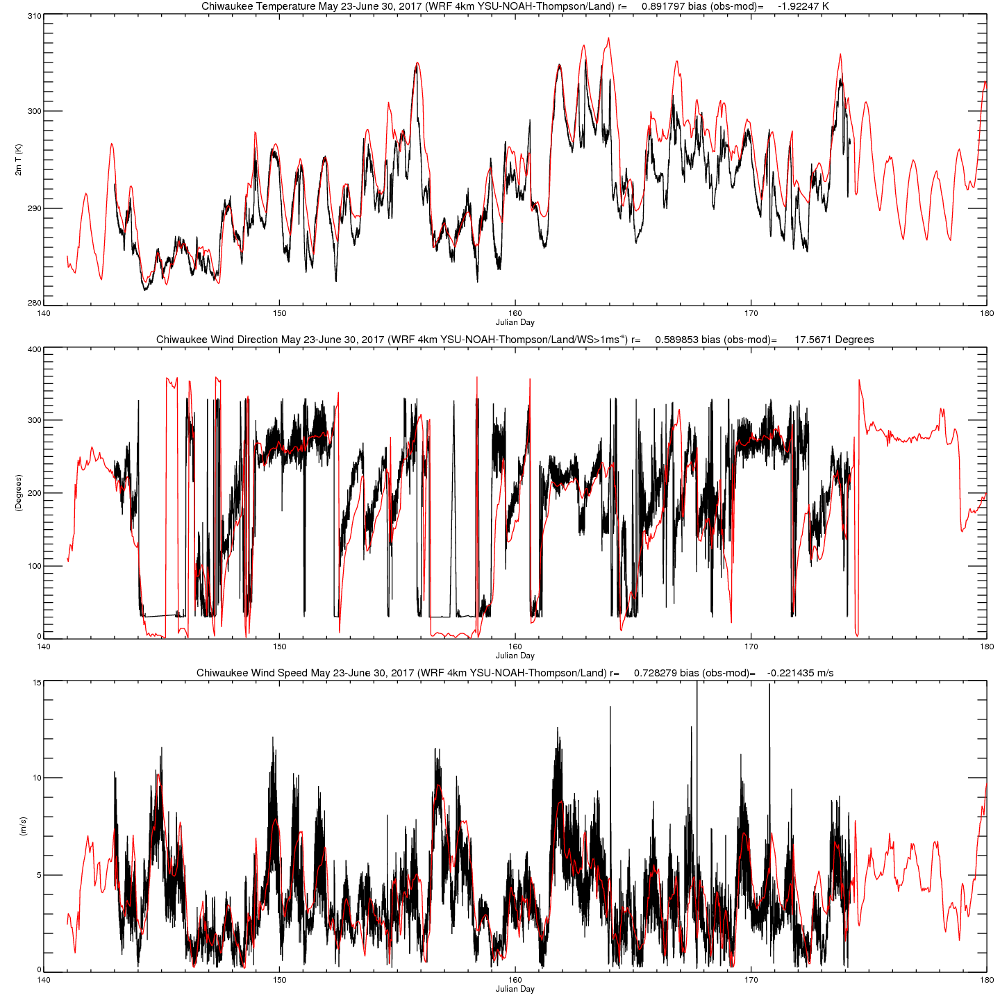 Chiwaukee Temperature May 23-June 30, 2017 (WRF 4km YSU-NOAH-Thompson/Land) r= 0.891797 bias (obs-mod)= -1.92247 K
310
300
290
280
2m T (K)
140 150 160 170 180
Julian Day
Chiwaukee Wind Direction May 23-June 30, 2017 (WRF 4km YSU-NOAH-Thompson/Land/WS>1ms-s) r= 0.589853 bias (obs-mod)= 17.5671 Degrees
400
300
200
100
0
(Degrees)
140 150 160 170 180
Julian Day
Chiwaukee Wind Speed May 23-June 30, 2017 (WRF 4km YSU-NOAH-Thompson/Land) r= 0.728279 bias (obs-mod)= -0.221435 m/s
15
10
5
0
(m/s)
140 150 160 170 180
Julian Day